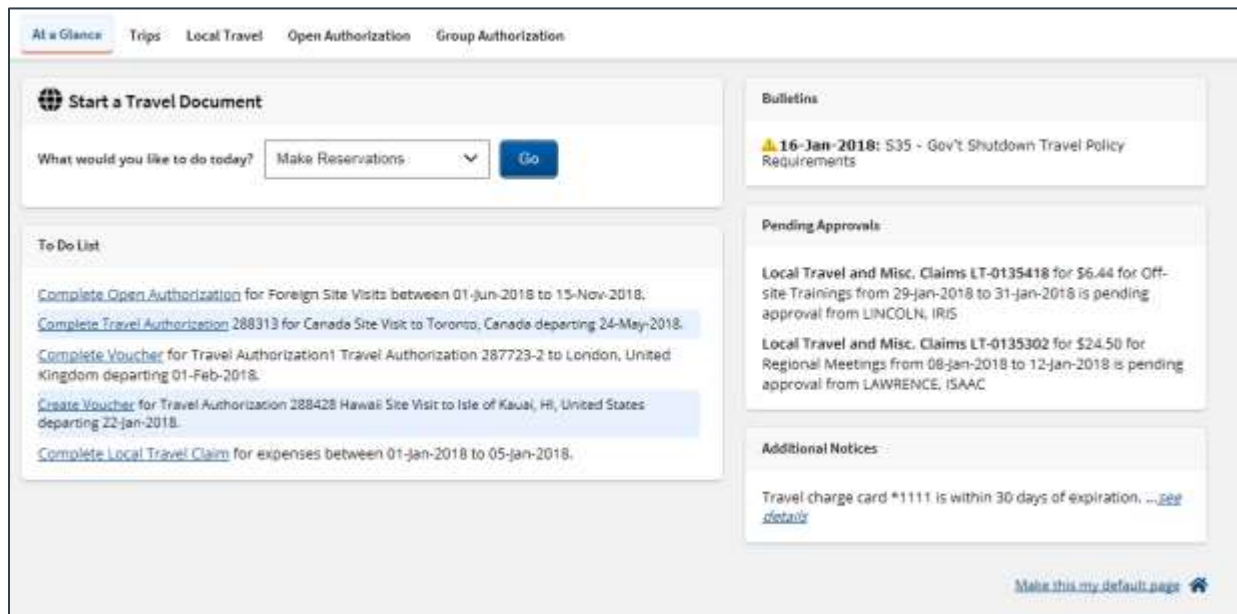 At a Glance Trips Local Travel Open Authorization Group Authorization
Start a Travel Document
What would you like to do today? Make Reservations Go
To Do List
Complete Open Authorization for Foreign Site Visits between 01-Jun-2018 to 15-Nov-2018.
Complete Travel Authorization 288313 for Canada Site Visit to Toronto, Canada departing 24-May-2018.
Complete Voucher for Travel Authorization1 Travel Authorization 287723-2 to London, United
Kingdom departing 01-Feb-2018.
Create Voucher for Travel Authorization 288428 Hawaii Site Visit to Isle of Kauai, HI, United States
departing 22-Jan-2018.
Complete Local Travel Claim for expenses between 01-Jan-2018 to 05-Jan-2018.
Bulletins
16-Jan-2018: S35 - Gov't Shutdown Travel Policy
Requirements
Pending Approvals
Local Travel and Misc. Claims LT-0135418 for $6.44 for Off-
site Trainings from 29-Jan-2018 to 31-Jan-2018 is pending
approval from LINCOLN, IRIS
Local Travel and Misc. Claims LT-0135302 for $24.50 for
Regional Meetings from 08-Jan-2018 to 12-Jan-2018 is pending
approval from LAWRENCE, ISAAC
Additional Notices
Travel charge card *1111 is within 30 days of expiration. ...see
details
Make this my default page